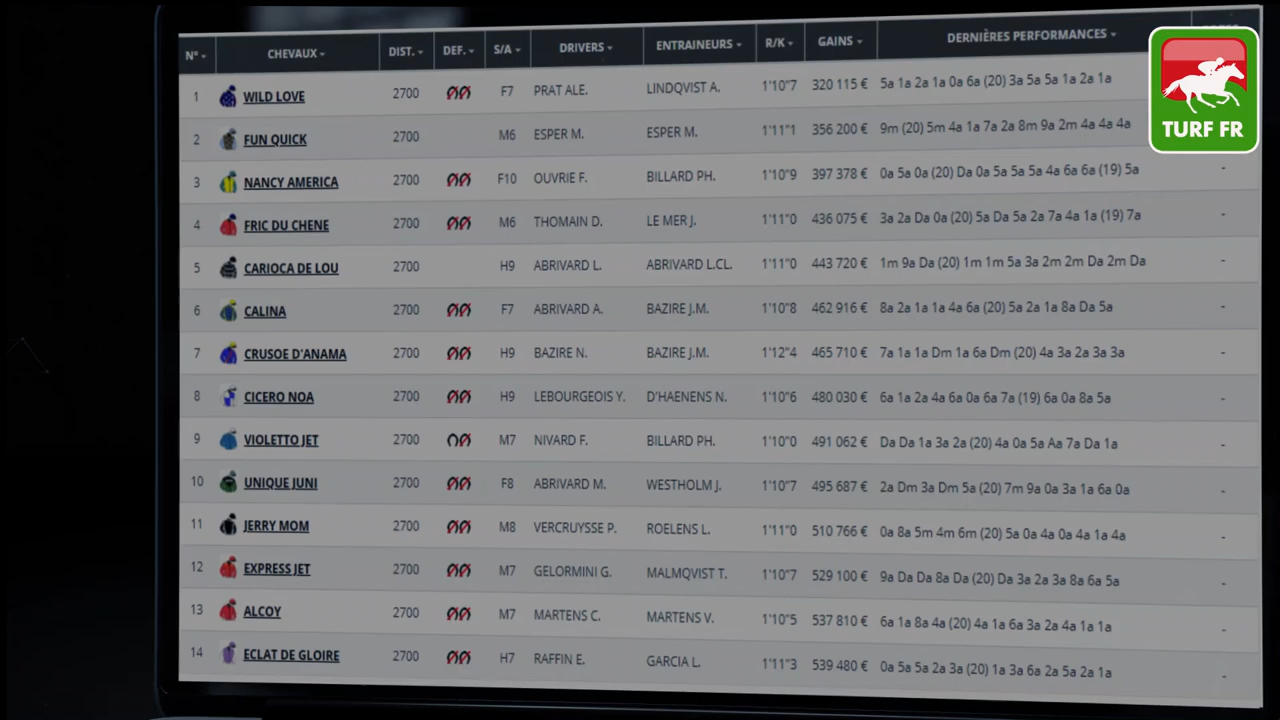 N° CHEVAUX DIST. DEF. S/A DRIVERS ENTRAINEURS R/K GAINS DERNIÈRES PERFORMANCES
1 WILD LOVE 2700 F7 PRAT ALE. LINDQVIST A. 1'10"7 320 115 € 5a 1a 2a 1a 0a 6a (20) 3a 5a 5a 1a 2a 1a
2 FUN QUICK 2700 M6 ESPER M. ESPER M. 1'11"1 356 200 € 9m (20) 5m 4a 1a 7a 2a 8m 9a 2m 4a 4a 4a
3 NANCY AMERICA 2700 F10 OUVRIE F. BILLARD PH. 1'10"9 397 378 € 0a 5a 0a (20) Da 0a 5a 5a 5a 4a 6a 6a (19) 5a -
4 FRIC DU CHENE 2700 M6 THOMAIN D. LE MER J. 1'11"0 436 075 € 3a 2a Da 0a (20) 5a Da 5a 2a 7a 4a 1a (19) 7a -
5 CARIOCA DE LOU 2700 H9 ABRIVARD L. ABRIVARD L.CL. 1'11"0 443 720 € 1m 9a Da (20) 1m 1m 5a 3a 2m 2m Da 2m Da -
6 CALINA 2700 F7 ABRIVARD A. BAZIRE J.M. 1'10"8 462 916 € 8a 2a 1a 1a 4a 6a (20) 5a 2a 1a 8a Da 5a -
7 CRUSOE D'ANAMA 2700 H9 BAZIRE N. BAZIRE J.M. 1'12"4 465 710 € 7a 1a 1a Dm 1a 6a Dm (20) 4a 3a 2a 3a 3a -
8 CICERO NOA 2700 H9 LEBOURGEOIS Y. D'HAENENS N. 1'10"6 480 030 € 6a 1a 2a 4a 6a 0a 6a 7a (19) 6a 0a 8a 5a -
9 VIOLETTO JET 2700 M7 NIVARD F. BILLARD PH. 1'10"0 491 062 € Da Da 1a 3a 2a (20) 4a 0a 5a Aa 7a Da 1a -
10 UNIQUE JUNI 2700 F8 ABRIVARD M. WESTHOLM J. 1'10"7 495 687 € 2a Dm 3a Dm 5a (20) 7m 9a 0a 3a 1a 6a 0a -
11 JERRY MOM 2700 M8 VERCRUYSSE P. ROELENS L. 1'11"0 510 766 € 0a 8a 5m 4m 6m (20) 5a 0a 4a 0a 4a 1a 4a -
12 EXPRESS JET 2700 M7 GELORMINI G. MALMQVIST T. 1'10"7 529 100 € 9a Da Da 8a Da (20) Da 3a 2a 3a 8a 6a 5a -
13 ALCOY 2700 M7 MARTENS C. MARTENS V. 1'10"5 537 810 € 6a 1a 8a 4a (20) 4a 1a 6a 3a 2a 4a 1a 1a -
14 ECLAT DE GLOIRE 2700 H7 RAFFIN E. GARCIA L. 1'11"3 539 480 € 0a 5a 5a 2a 3a (20) 1a 3a 6a 2a 5a 2a 1a -
TURF FR